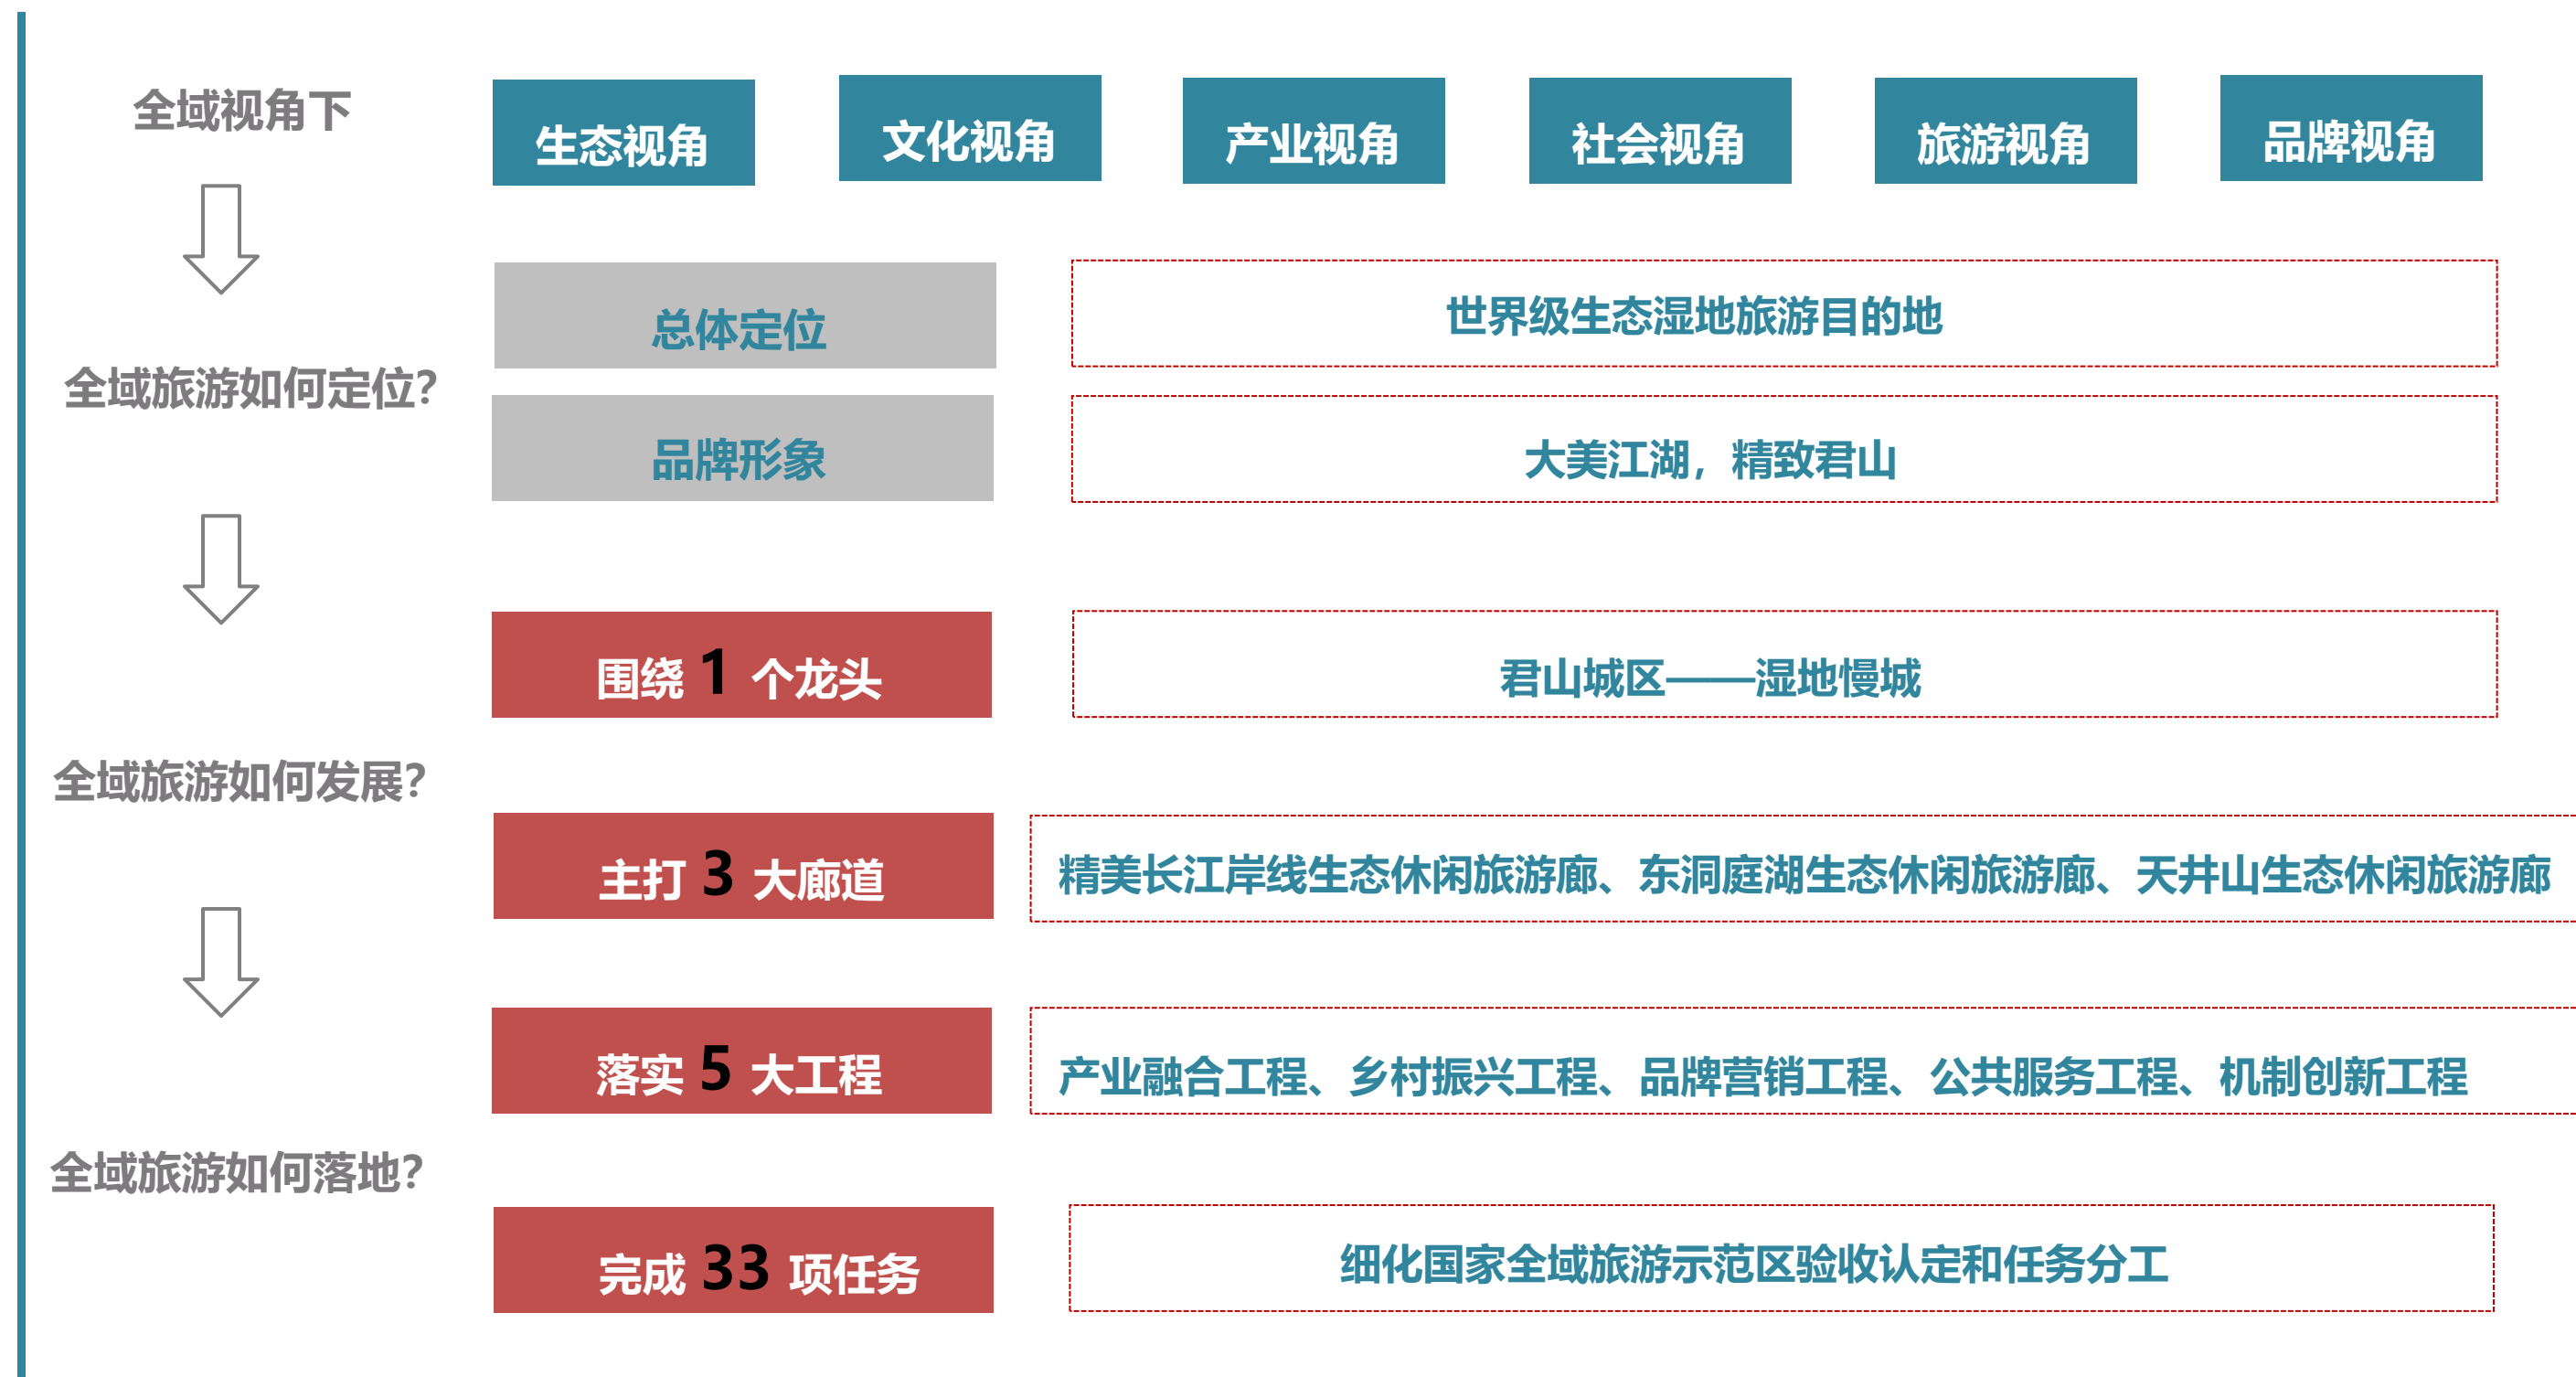 全域视角下
生态视角
文化视角
产业视角
社会视角
旅游视角
品牌视角
全域旅游如何定位?
总体定位
世界级生态湿地旅游目的地
品牌形象
大美江湖，精致君山
全域旅游如何发展?
围绕 1 个龙头
君山城区——湿地慢城
主打 3 大廊道
精美长江岸线生态休闲旅游廊、东洞庭湖生态休闲旅游廊、天井山生态休闲旅游廊
全域旅游如何落地?
落实 5 大工程
产业融合工程、乡村振兴工程、品牌营销工程、公共服务工程、机制创新工程
完成 33 项任务
细化国家全域旅游示范区验收认定和任务分工